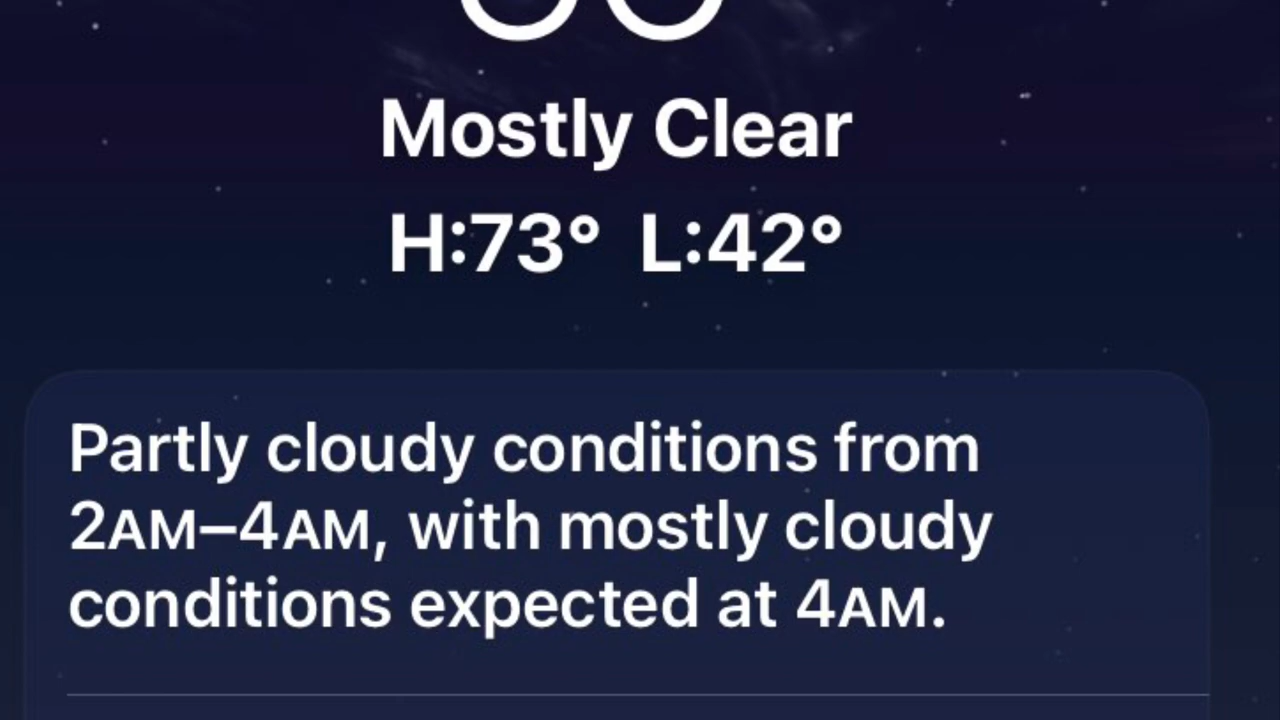 Mostly Clear
H:73° L:42°
Partly cloudy conditions from
2AM–4AM, with mostly cloudy
conditions expected at 4AM.